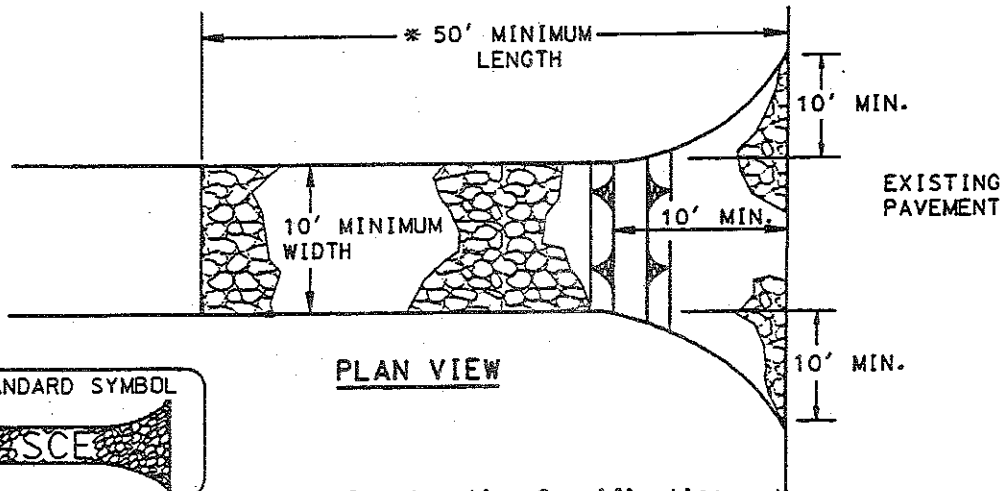 * 50' MINIMUM
LENGTH
10' MIN.
EXISTING
PAVEMENT
10' MINIMUM
WIDTH
10' MIN.
10' MIN.
PLAN VIEW
ANDARD SYMBOL
SCE